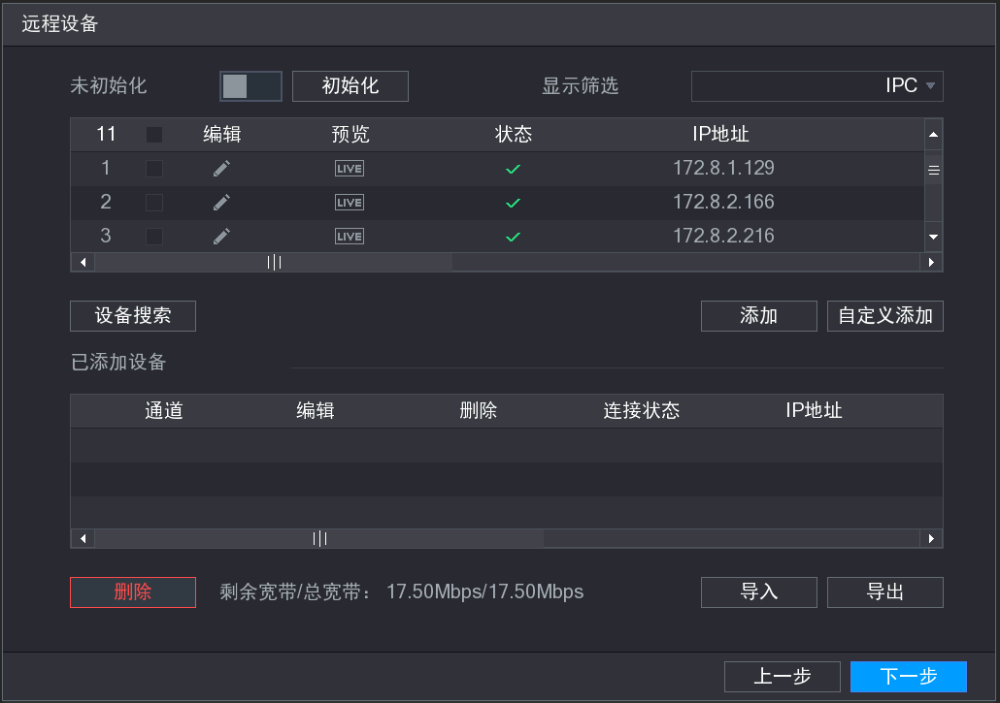 远程设备
未初始化 初始化 显示筛选 IPC
11 编辑 预览 状态 IP地址
1 LIVE 172.8.1.129
2 LIVE 172.8.2.166
3 LIVE 172.8.2.216
设备搜索 添加 自定义添加
已添加设备
通道 编辑 删除 连接状态 IP地址
删除 剩余宽带/总宽带： 17.50Mbps/17.50Mbps 导入 导出
上一步 下一步